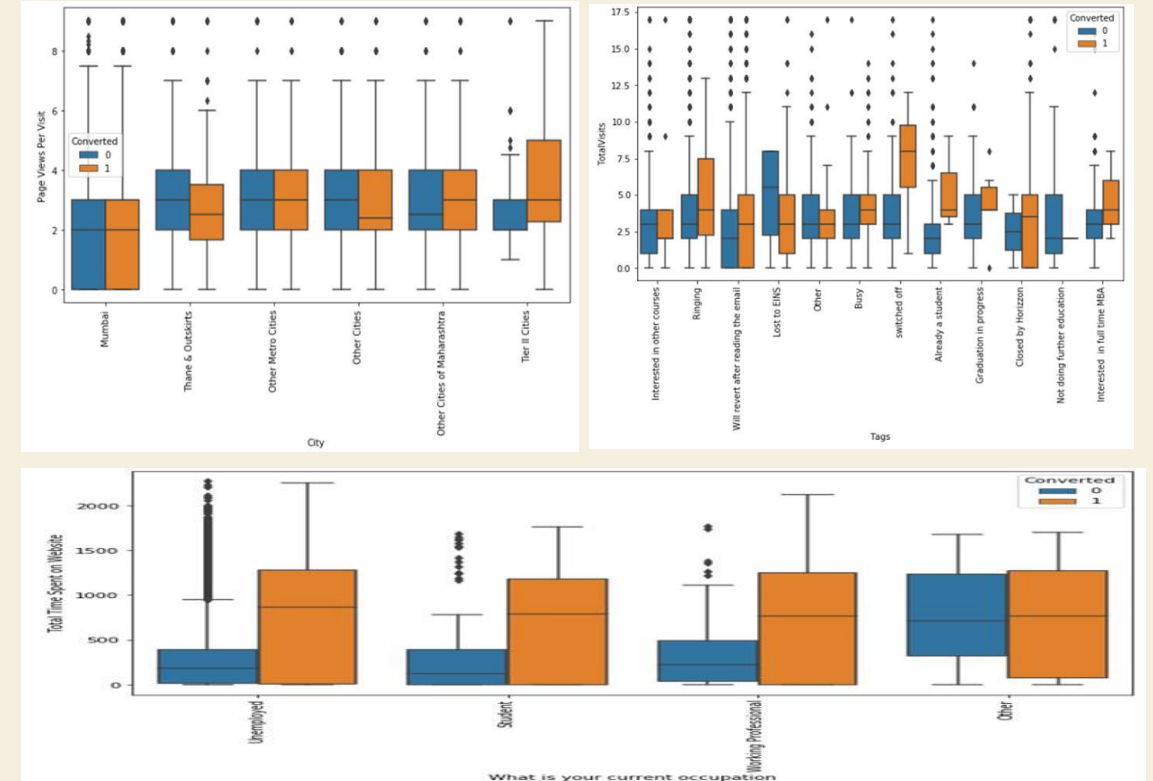 8
6
4
2
0
Page Views Per Visit
Converted
0
1
Mumbai
Thane & Outskirts
Other Metro Cities
Other Cities
Other Cities of Maharashtra
Tier II Cities
City
17.5
15.0
12.5
10.0
7.5
5.0
2.5
0.0
TotalVisits
Converted
0
1
Interested in other courses
Ringing
Will revert after reading the email
Lost to EINS
Other
Busy
switched off
Already a student
Graduation in progress
Closed by Horizzon
Not doing further education
Interested in full time MBA
Tags
2000
1500
1000
500
0
Total Time Spent on Website
Converted
0
1
Unemployed
Student
Working Professional
Other
What is your current occupation